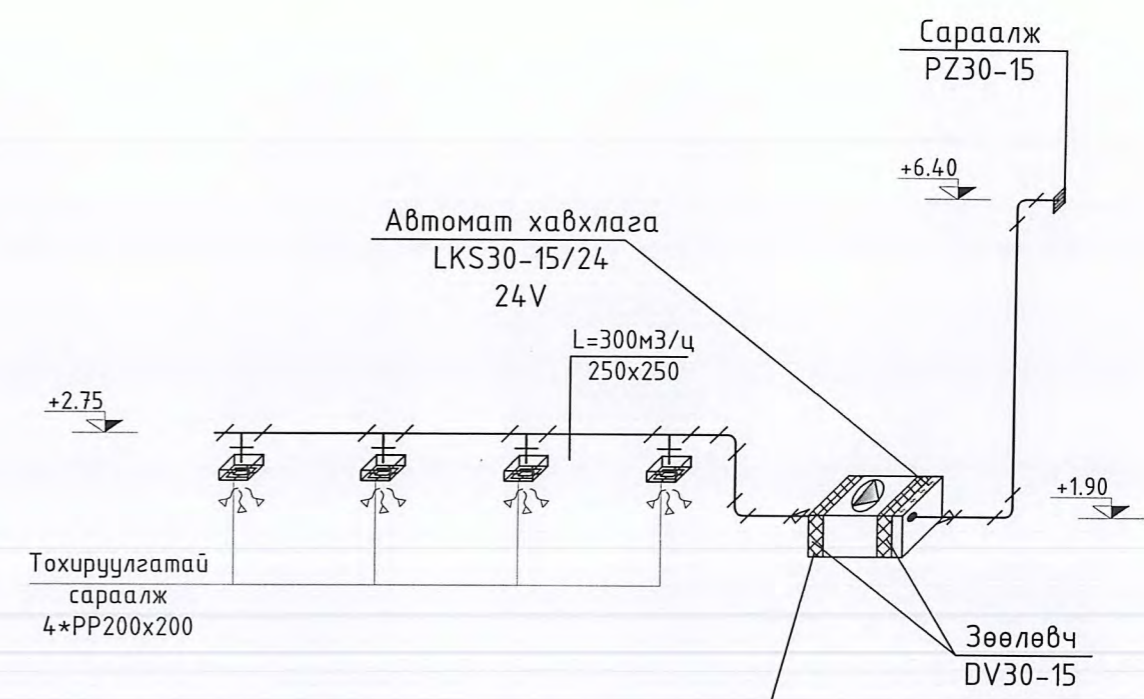 Сараалж
PZ30-15
+6.40
Автомат хавхлага
LKS30-15/24
24V
L=300м3/ц
250х250
+2.75
+1.90
Тохируулгатай
сараалж
4*PP200x200
Зөөлөвч
DV30-15